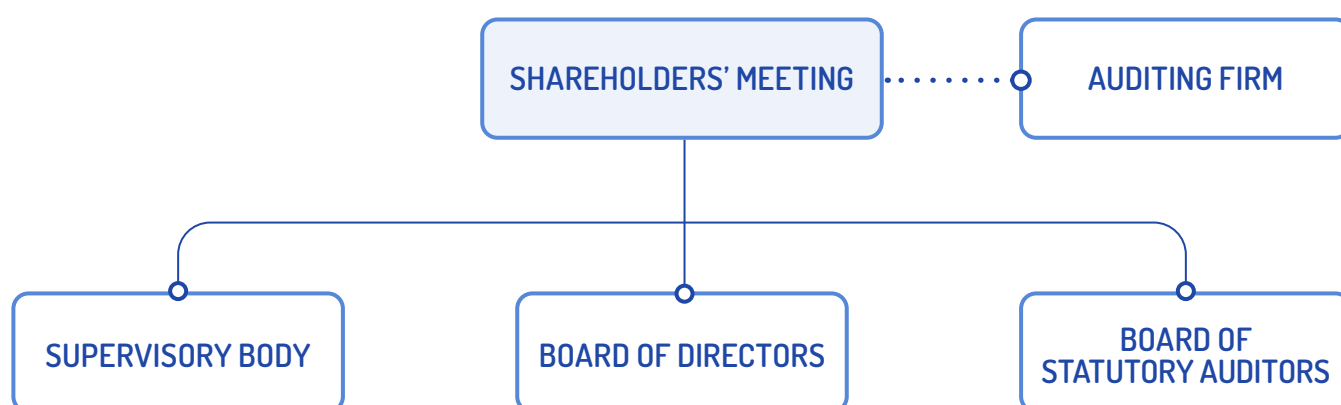 SHAREHOLDERS’ MEETING
AUDITING FIRM
SUPERVISORY BODY
BOARD OF DIRECTORS
BOARD OF
STATUTORY AUDITORS